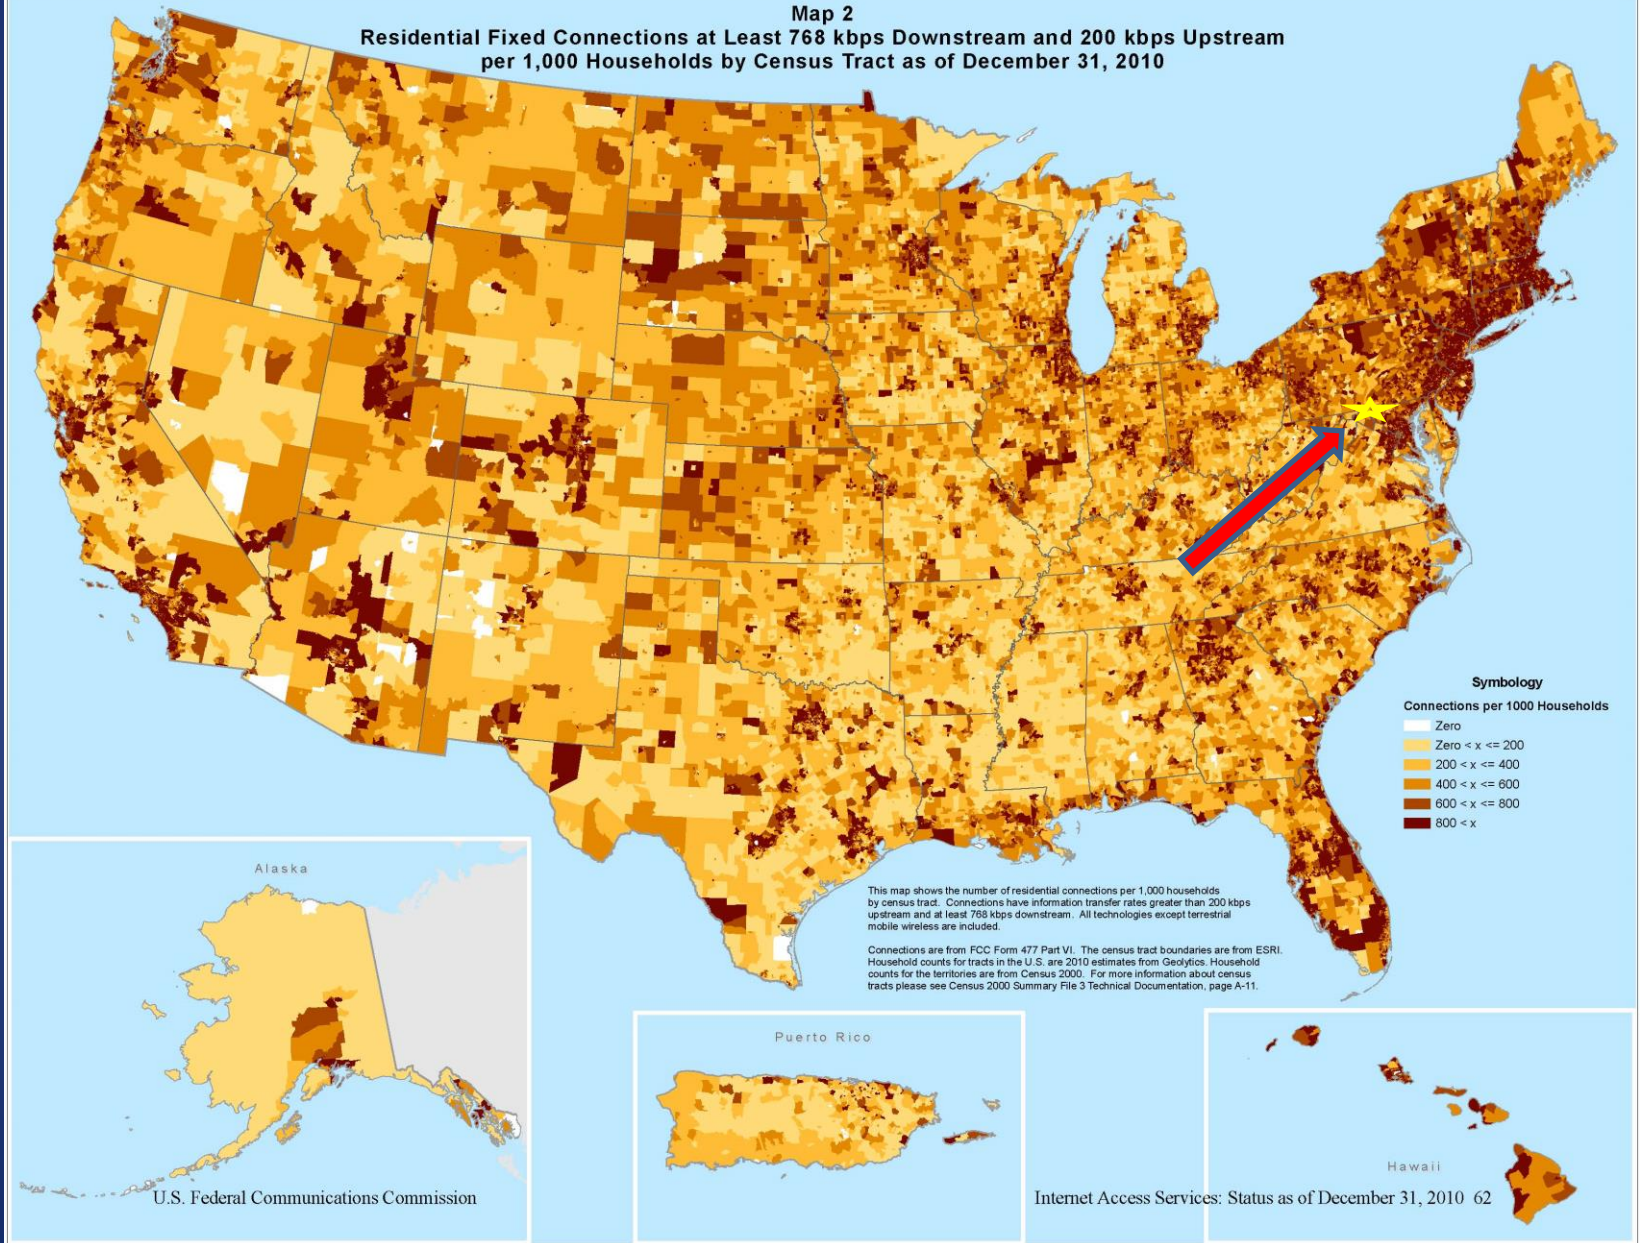 Map 2
Residential Fixed Connections at Least 768 kbps Downstream and 200 kbps Upstream
per 1,000 Households by Census Tract as of December 31, 2010
Symbology
Connections per 1000 Households
Zero
Zero < x <= 200
200 < x <= 400
400 < x <= 600
600 < x <= 800
800 < x
Alaska
This map shows the number of residential connections per 1,000 households
by census tract. Connections have information transfer rates greater than 200 kbps
upstream and at least 768 kbps downstream. All technologies except terrestrial
mobile wireless are included.
Connections are from FCC Form 477 Part VI. The census tract boundaries are from ESRI.
Household counts for tracts in the U.S. are 2010 estimates from Geolytics. Household
counts for the territories are from Census 2000. For more information about census
tracts please see Census 2000 Summary File 3 Technical Documentation, page A-11.
Puerto Rico
Hawaii
U.S. Federal Communications Commission
Internet Access Services: Status as of December 31, 2010 62